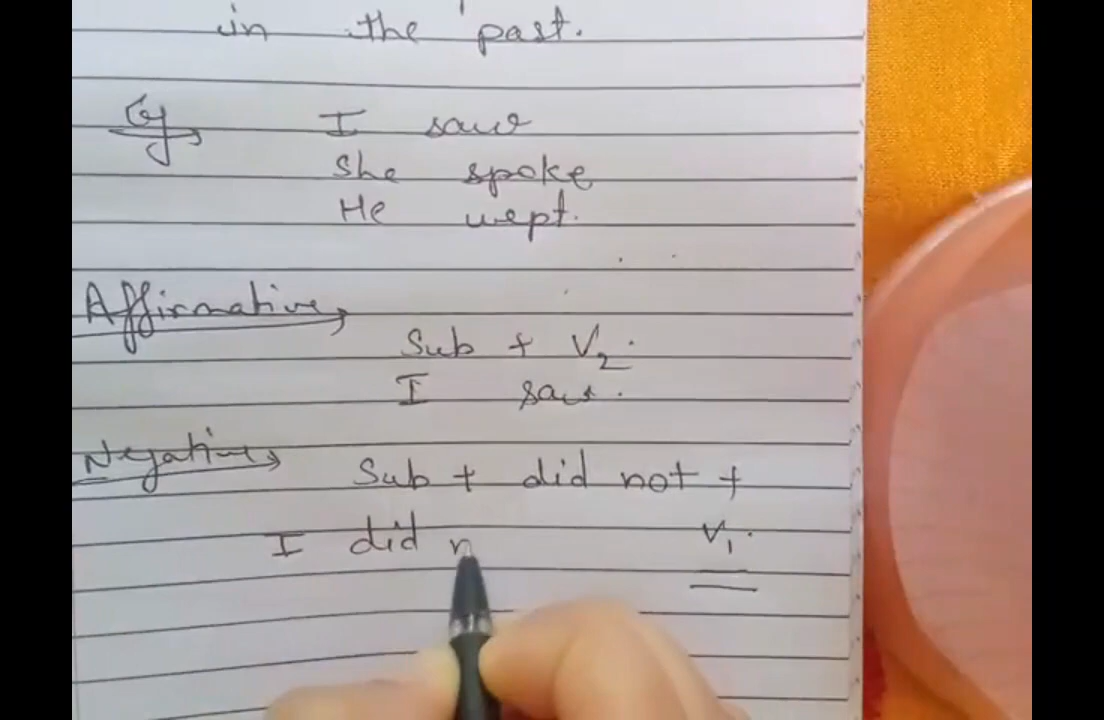 in the past.
Eg I saw
She spoke
He wept.
Affirmative
Sub + V2.
I saw.
Negative Sub + did not +
I did n V1.